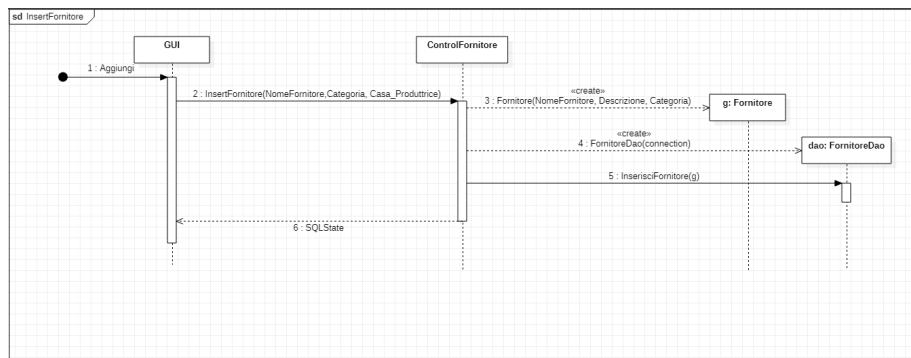 sd InsertFornitore
GUI
ControlFornitore
1 : Aggiungi
2 : InsertFornitore(NomeFornitore,Categoria, Casa_Produttrice)
«create»
3 : Fornitore(NomeFornitore, Descrizione, Categoria)
g: Fornitore
«create»
4 : FornitoreDao(connection)
dao: FornitoreDao
5 : InserisciFornitore(g)
6 : SQLState